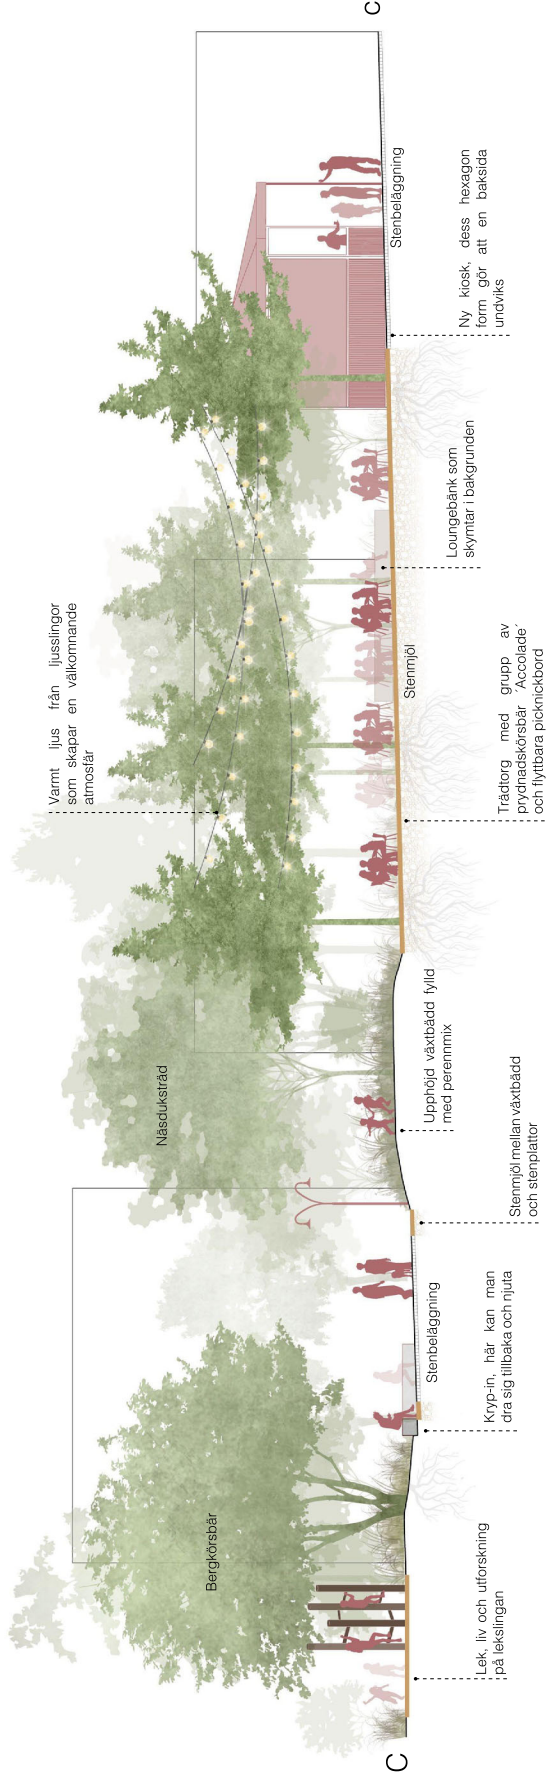 C
Lek, liv och utforskning
på lekslingan
Bergkörsbär
Kryp-in, här kan man
dra sig tillbaka och njuta
Stenbeläggning
Stenmjöl mellan växtbädd
och stenplattor
Näsduksträd
Upphöjd växtbädd fylld
med perennmix
Varmt ljus från ljusslingor
som skapar en välkomnande
atmosfär
Trädtorg med grupp av
prydnadskörsbär ´Accolade´
och flyttbara picknickbord
Stenmjöl
Loungebänk som
skymtar i bakgrunden
Ny kiosk, dess hexagon
form gör att en baksida
undviks
Stenbeläggning
C